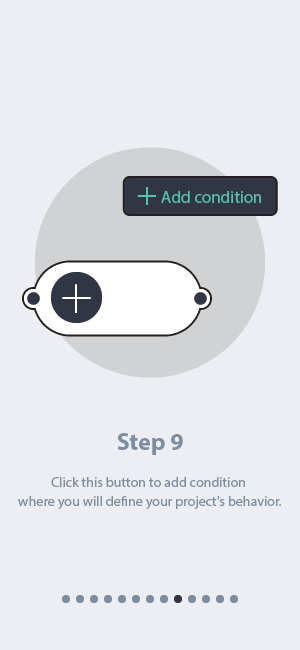 Add condition
Step 9
Click this button to add condition
where you will define your project's behavior.